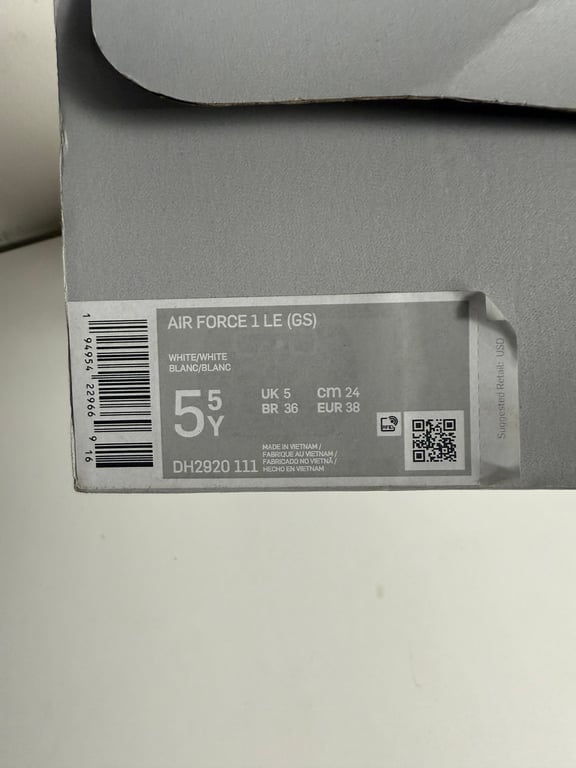 AIR FORCE 1 LE (GS)
WHITE/WHITE
BLANC/BLANC
5 5 Y
UK 5 cm 24
BR 36 EUR 38
DH2920 111
MADE IN VIETNAM /
FABRIQUÉ AU VIETNAM /
FABRICADO NO VIETNÃ /
HECHO EN VIETNAM
RFID
1 94954 22966 9 16
Suggested Retail: USD